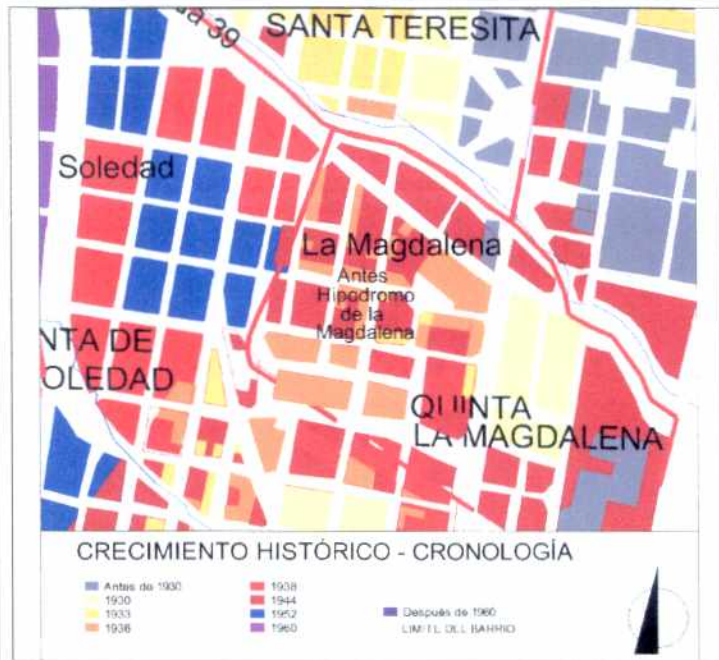 39
SANTA TERESITA
Soledad
La Magdalena
Antes
Hipodromo
de la
Magdalena
NTA DE
OLEDAD
QUINTA
LA MAGDALENA
CRECIMIENTO HISTÓRICO - CRONOLOGÍA
Antes de 1930
1930
1933
1936
1938
1944
1952
1960
Después de 1960
LIMITE DEL BARRIO